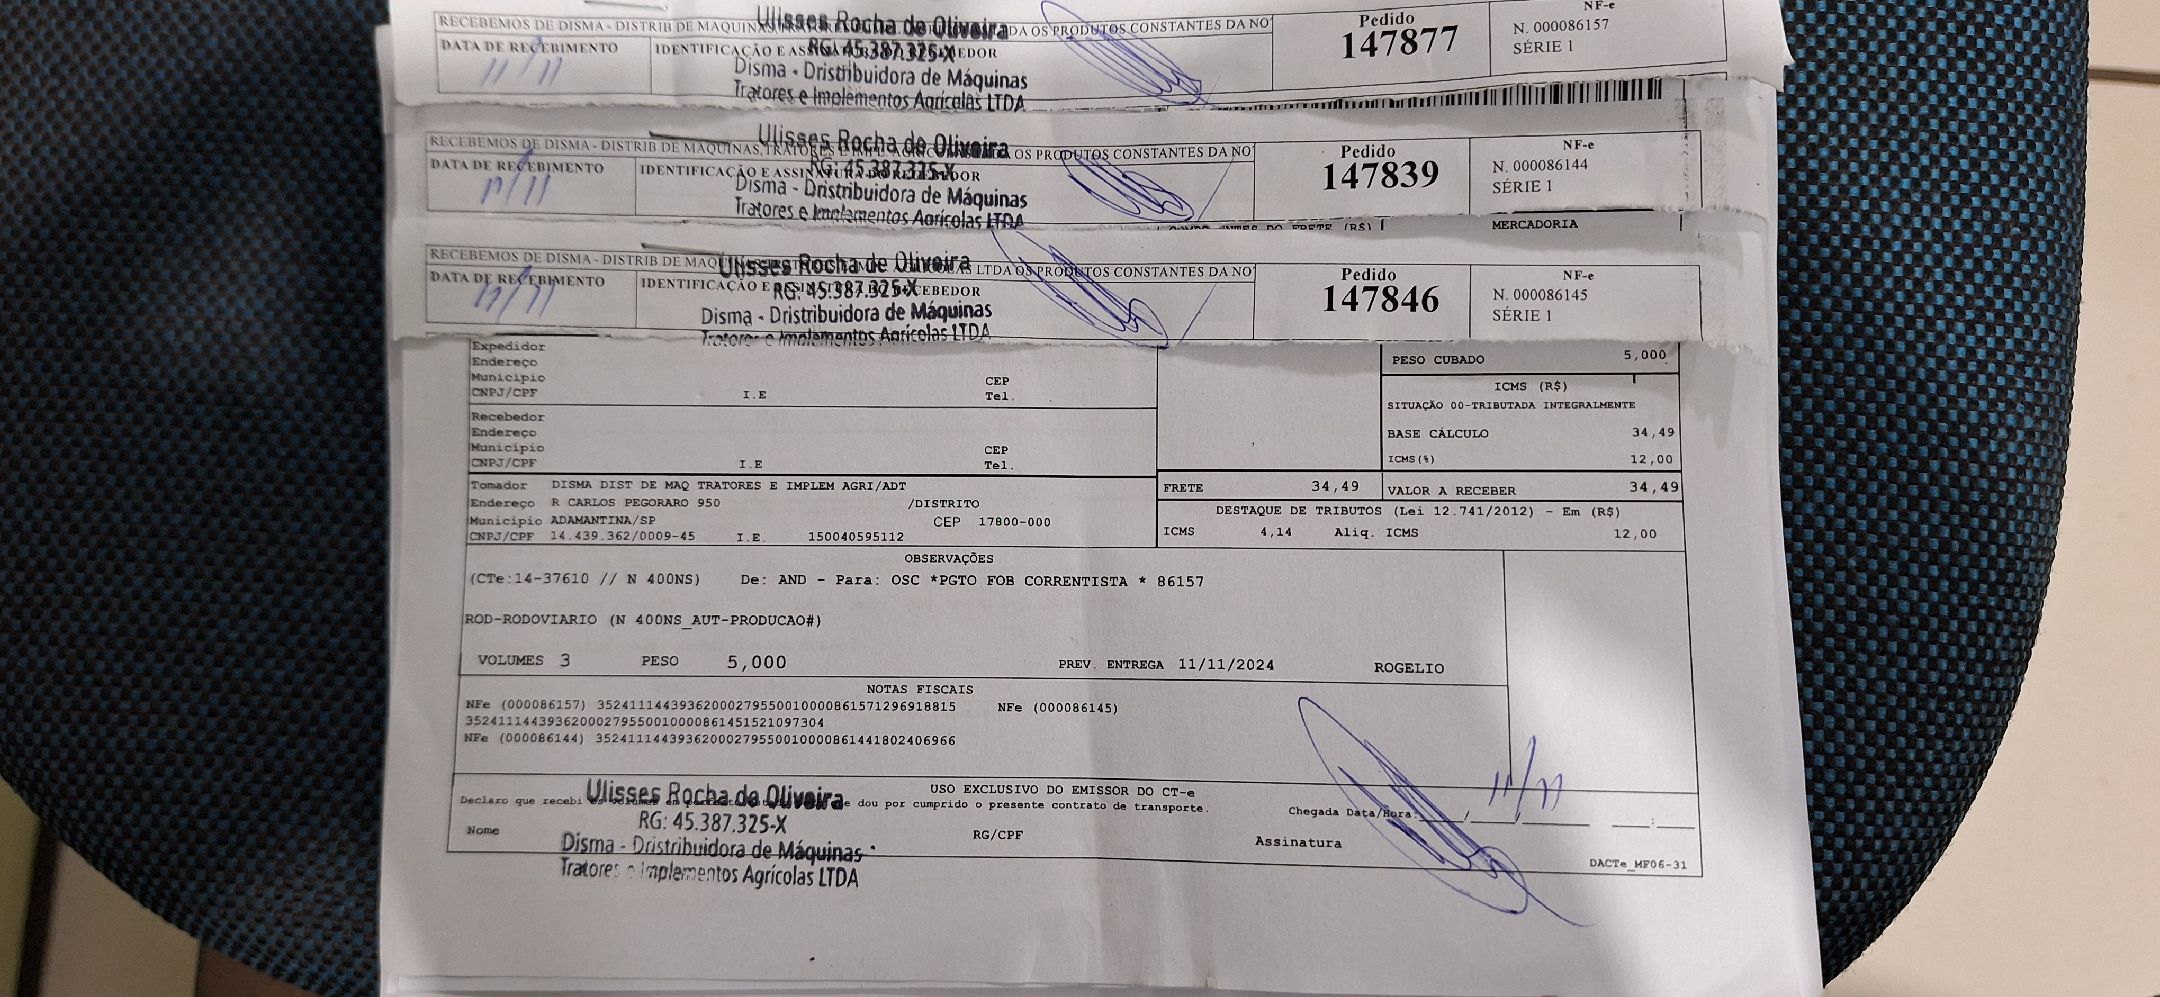 RECEBEMOS DE DISMA - DISTRIB DE MAQUINAS, DA OS PRODUTOS CONSTANTES DA NO
Ulisses Rocha de Oliveira
RG: 45.387.325-X
Disma - Dristribuidora de Máquinas
Tratores e Implementos Agrícolas LTDA
DATA DE RECEBIMENTO
11/11
IDENTIFICAÇÃO E RECEBEDOR
Pedido
147877
NF-e
N. 000086157
SÉRIE 1
RECEBEMOS DE DISMA - DISTRIB DE MAQUINAS, TRATORES OS PRODUTOS CONSTANTES DA NO
Ulisses Rocha de Oliveira
RG: 45.387.325-X
Disma - Dristribuidora de Máquinas
Tratores e Implementos Agrícolas LTDA
DATA DE RECEBIMENTO
11/11
IDENTIFICAÇÃO E ASSINATURA DO RECEBEDOR
Pedido
147839
NF-e
N. 000086144
SÉRIE 1
MERCADORIA
RECEBEMOS DE DISMA - DISTRIB DE MAQUINAS LTDA OS PRODUTOS CONSTANTES DA NO
Ulisses Rocha de Oliveira
RG: 45.387.325-X
Disma - Dristribuidora de Máquinas
Tratores e Implementos Agrícolas LTDA
DATA DE RECEBIMENTO
11/11
IDENTIFICAÇÃO E RECEBEDOR
Pedido
147846
NF-e
N. 000086145
SÉRIE 1
Expedidor
Endereço
Município CEP
CNPJ/CPF I.E Tel.
Recebedor
Endereço
Município CEP
CNPJ/CPF I.E Tel.
PESO CUBADO 5,000
ICMS (R$)
SITUAÇÃO 00-TRIBUTADA INTEGRALMENTE
BASE CÁLCULO 34,49
ICMS(%) 12,00
Tomador DISMA DIST DE MAQ TRATORES E IMPLEM AGRI/ADT
Endereço R CARLOS PEGORARO 950 /DISTRITO
Município ADAMANTINA/SP CEP 17800-000
CNPJ/CPF 14.439.362/0009-45 I.E. 150040595112
FRETE 34,49 VALOR A RECEBER 34,49
DESTAQUE DE TRIBUTOS (Lei 12.741/2012) - Em (R$)
ICMS 4,14 Aliq. ICMS 12,00
OBSERVAÇÕES
(CTe:14-37610 // N 400NS) De: AND - Para: OSC *PGTO FOB CORRENTISTA * 86157
ROD-RODOVIARIO (N 400NS_AUT-PRODUCAO#)
VOLUMES 3 PESO 5,000 PREV. ENTREGA 11/11/2024 ROGELIO
NOTAS FISCAIS
NFe (000086157) 35241114439362000279550010000861571296918815 NFe (000086145)
35241114439362000279550010000861451521097304
NFe (000086144) 35241114439362000279550010000861441802406966
USO EXCLUSIVO DO EMISSOR DO CT-e
Declaro que recebi e dou por cumprido o presente contrato de transporte.
Ulisses Rocha de Oliveira
RG: 45.387.325-X
Disma - Dristribuidora de Máquinas
Tratores e Implementos Agrícolas LTDA
Nome RG/CPF Assinatura
Chegada Data/Hora:
11/11
DACTe_MF06-31